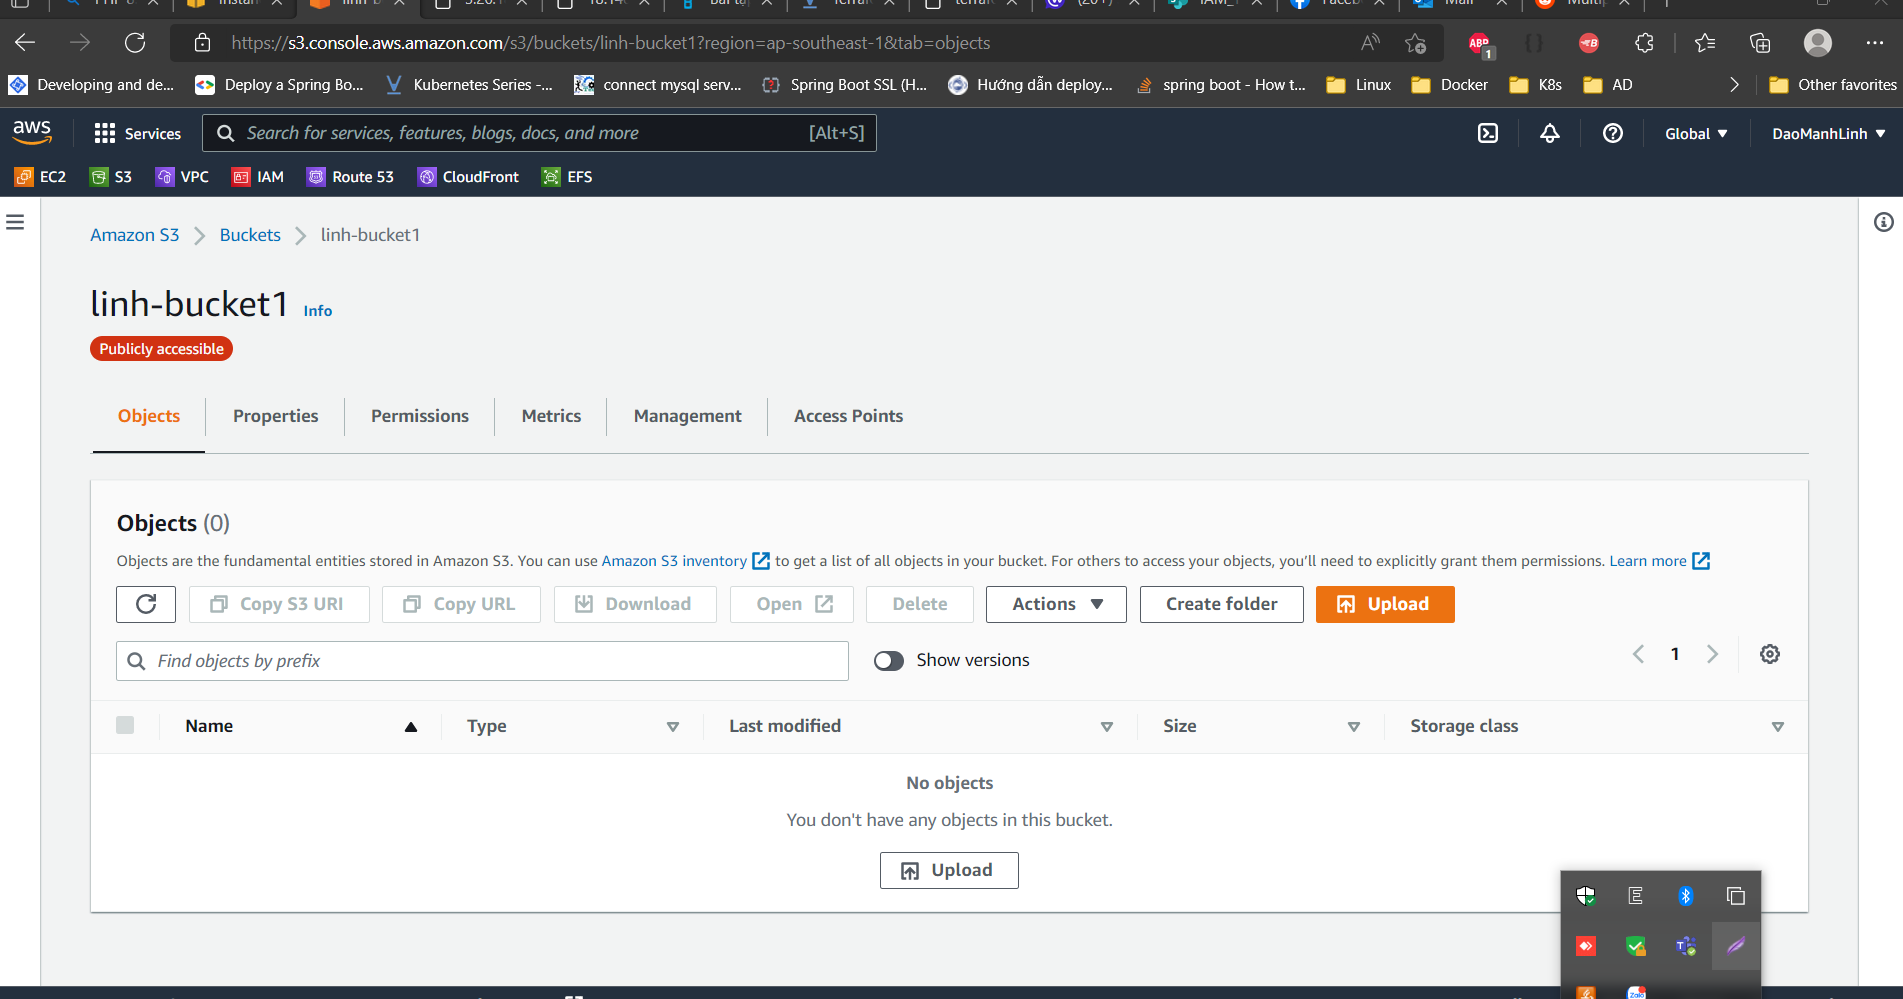 https://s3.console.aws.amazon.com/s3/buckets/linh-bucket1?region=ap-southeast-1&tab=objects
ABP 1
Developing and de... Deploy a Spring Bo... Kubernetes Series -... connect mysql serv... Spring Boot SSL (H... Hướng dẫn deploy... spring boot - How t... Linux Docker K8s AD Other favorites
aws Services Search for services, features, blogs, docs, and more [Alt+S] Global DaoManhLinh
EC2 S3 VPC IAM Route 53 CloudFront EFS
Amazon S3 Buckets linh-bucket1
linh-bucket1 Info
Publicly accessible
Objects Properties Permissions Metrics Management Access Points
Objects (0)
Objects are the fundamental entities stored in Amazon S3. You can use Amazon S3 inventory to get a list of all objects in your bucket. For others to access your objects, you'll need to explicitly grant them permissions. Learn more
Copy S3 URI Copy URL Download Open Delete Actions Create folder Upload
Find objects by prefix Show versions 1
Name Type Last modified Size Storage class
No objects
You don't have any objects in this bucket.
Upload